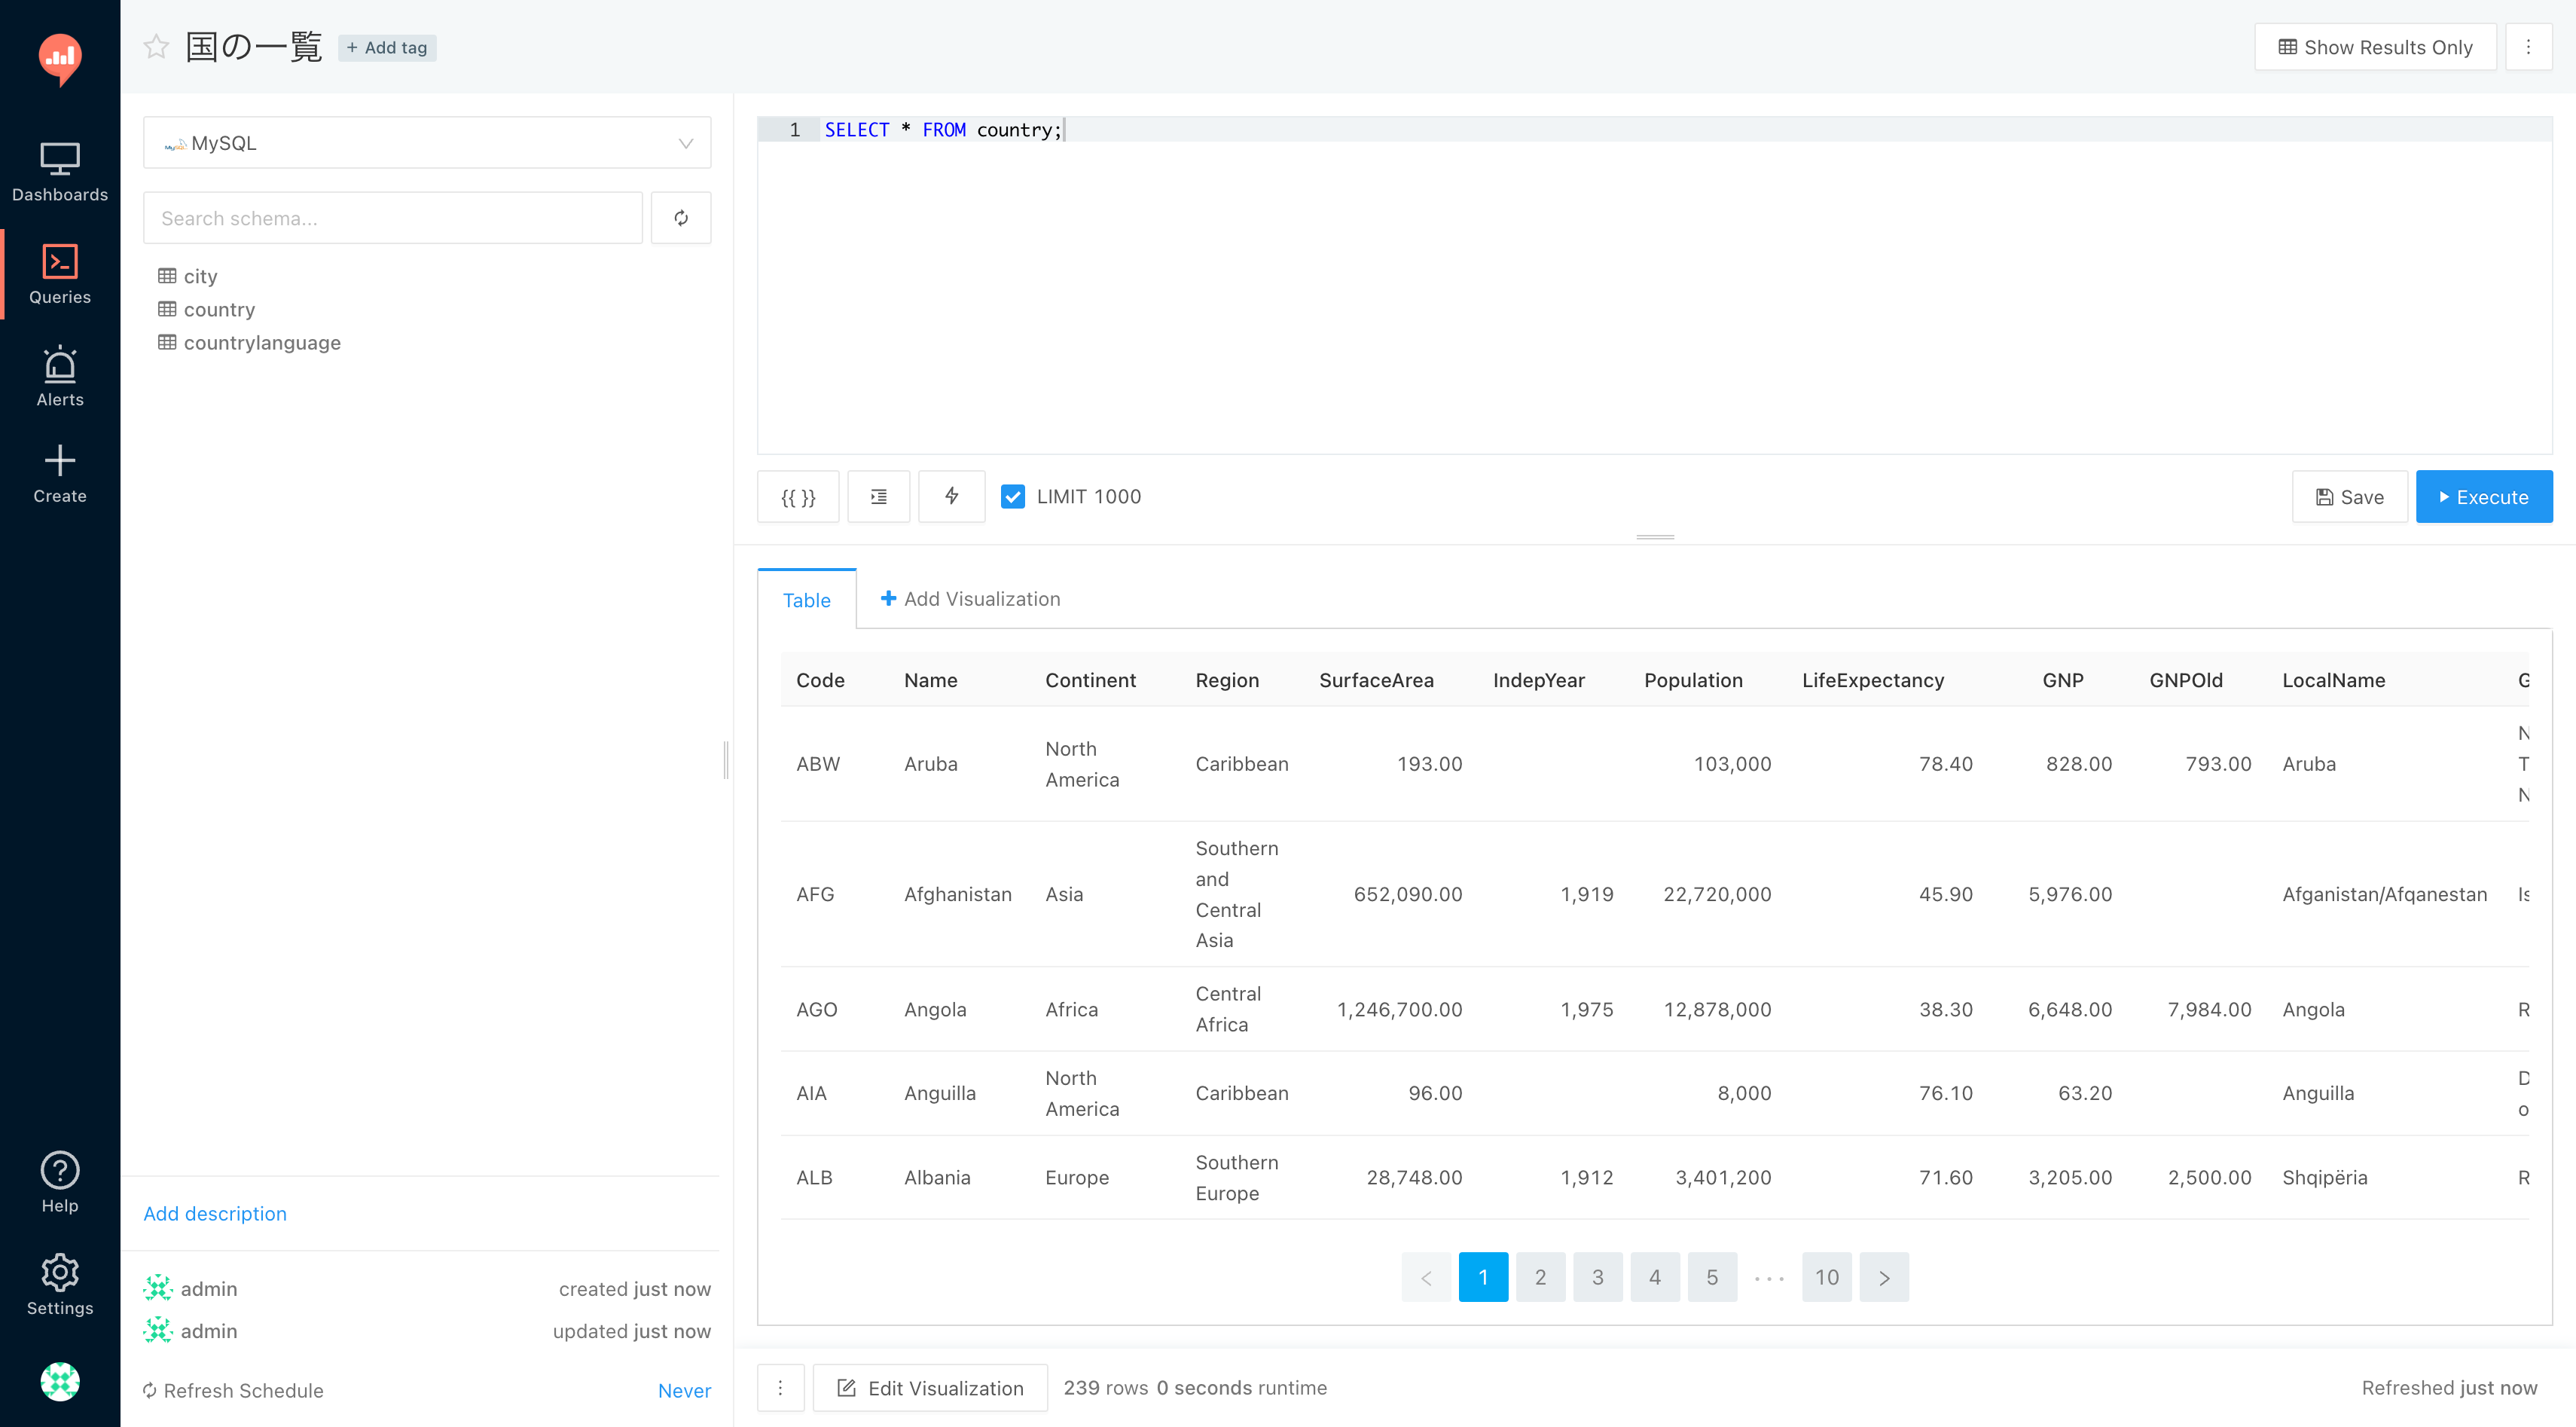 国の一覧
+ Add tag
Show Results Only
Dashboards
Queries
Alerts
Create
Help
Settings
MySQL
Search schema...
city
country
countrylanguage
Add description
admin created just now
admin updated just now
Refresh Schedule Never
1 SELECT * FROM country;
{{ }}
LIMIT 1000
Save
Execute
Table
Add Visualization
Code Name Continent Region SurfaceArea IndepYear Population LifeExpectancy GNP GNPOld LocalName G
ABW Aruba North America Caribbean 193.00 103,000 78.40 828.00 793.00 Aruba N T N
AFG Afghanistan Asia Southern and Central Asia 652,090.00 1,919 22,720,000 45.90 5,976.00 Afganistan/Afqanestan Is
AGO Angola Africa Central Africa 1,246,700.00 1,975 12,878,000 38.30 6,648.00 7,984.00 Angola R
AIA Anguilla North America Caribbean 96.00 8,000 76.10 63.20 Anguilla D o
ALB Albania Europe Southern Europe 28,748.00 1,912 3,401,200 71.60 3,205.00 2,500.00 Shqipëria R
< 1 2 3 4 5 ··· 10 >
Edit Visualization
239 rows 0 seconds runtime
Refreshed just now